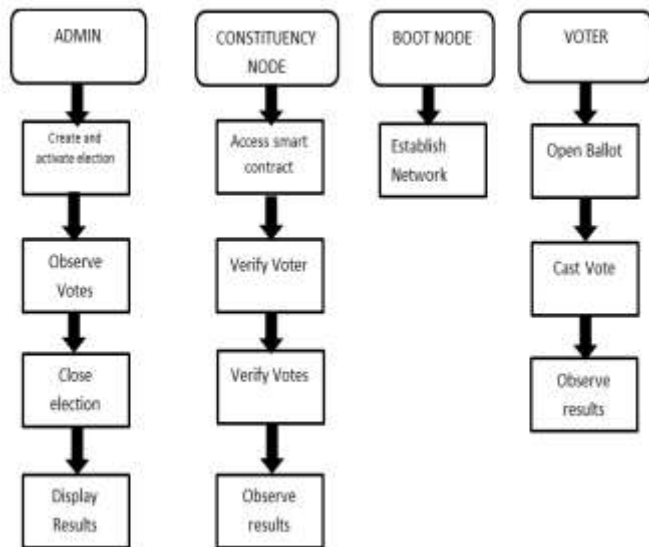 ADMIN
Create and
activate election
Observe
Votes
Close
election
Display
Results
CONSTITUENCY
NODE
Access smart
contract
Verify Voter
Verify Votes
Observe
results
BOOT NODE
Establish
Network
VOTER
Open Ballot
Cast Vote
Observe
results